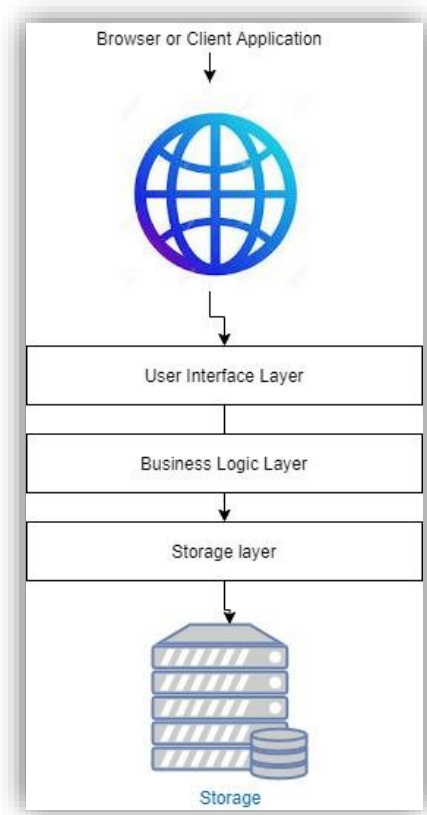 Browser or Client Application
User Interface Layer
Business Logic Layer
Storage layer
Storage